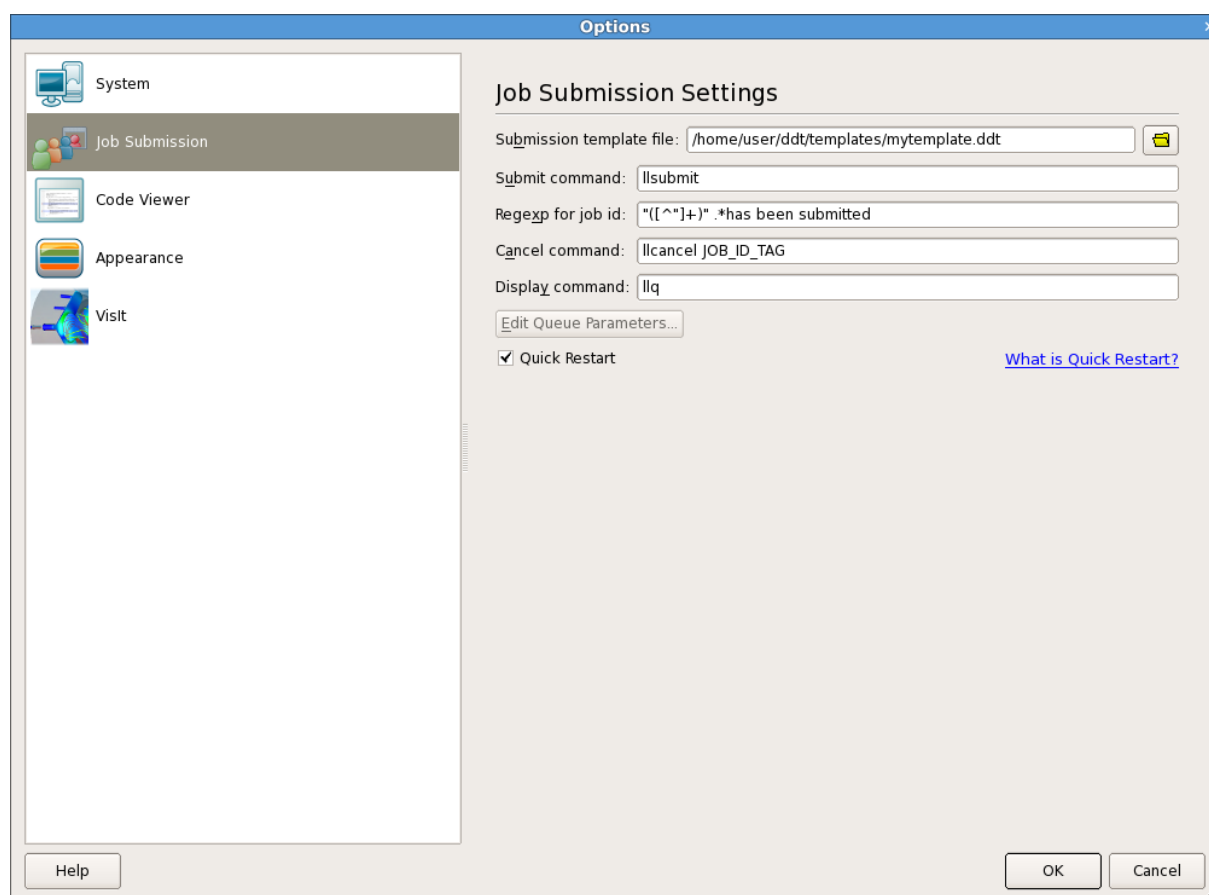 Options
System
Job Submission
Code Viewer
Appearance
VisIt
Job Submission Settings
Submission template file: /home/user/ddt/templates/mytemplate.ddt
Submit command: llsubmit
Regexp for job id: "([^"]+)" .*has been submitted
Cancel command: llcancel JOB_ID_TAG
Display command: llq
Edit Queue Parameters...
Quick Restart What is Quick Restart?
Help OK Cancel